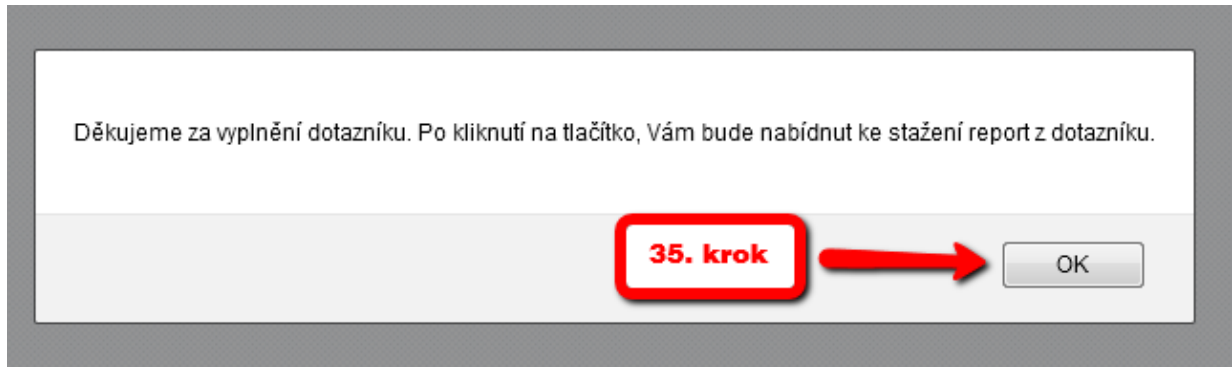 Děkujeme za vyplnění dotazníku. Po kliknutí na tlačítko, Vám bude nabídnut ke stažení report z dotazníku.
35. krok
OK